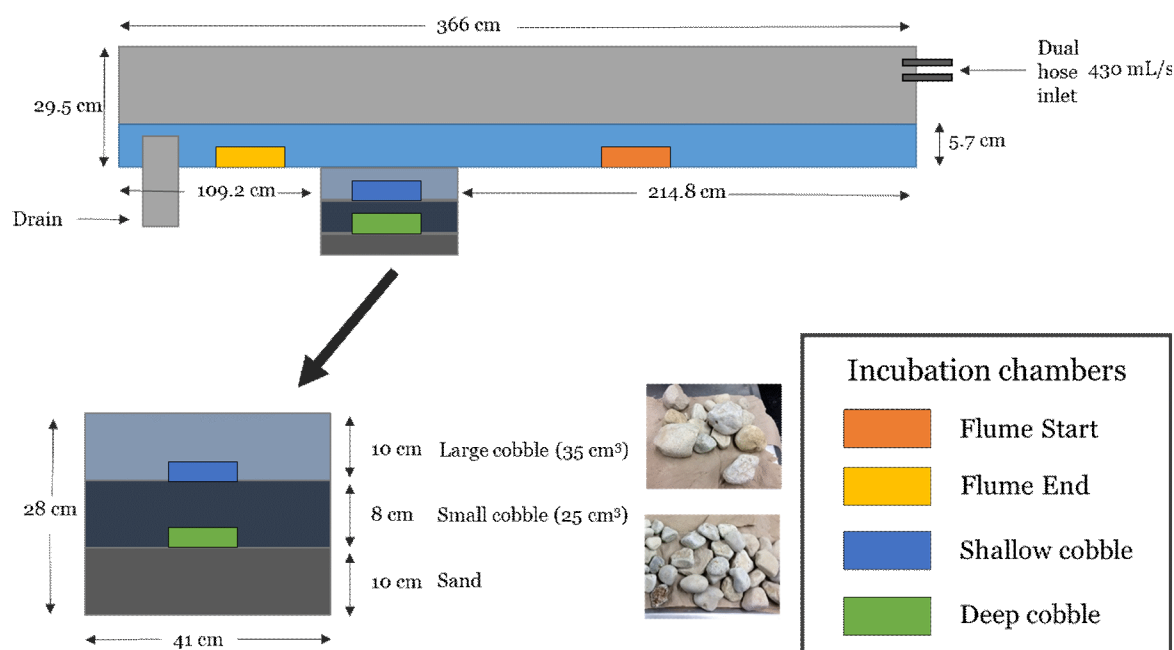 366 cm
Dual
hose 430 mL/s
inlet
29.5 cm
5.7 cm
109.2 cm
214.8 cm
Drain
Incubation chambers
Flume Start
Flume End
Shallow cobble
Deep cobble
10 cm Large cobble (35 cm³)
28 cm
8 cm Small cobble (25 cm³)
10 cm Sand
41 cm